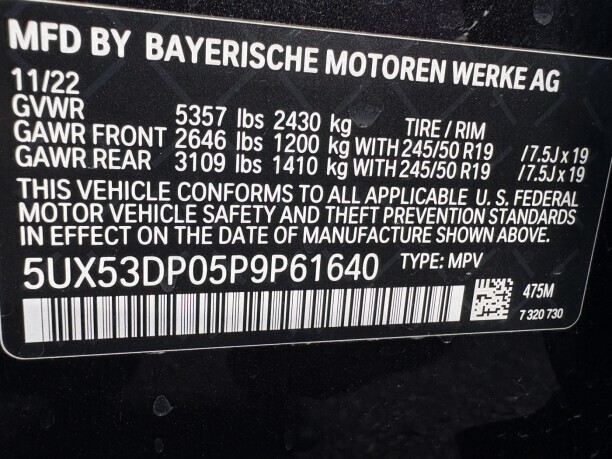 MFD BY BAYERISCHE MOTOREN WERKE AG
11/22
GVWR 5357 lbs 2430 kg TIRE / RIM
GAWR FRONT 2646 lbs 1200 kg WITH 245/50 R19 / 7.5J x 19
GAWR REAR 3109 lbs 1410 kg WITH 245/50 R19 / 7.5J x 19
THIS VEHICLE CONFORMS TO ALL APPLICABLE U. S. FEDERAL
MOTOR VEHICLE SAFETY AND THEFT PREVENTION STANDARDS
IN EFFECT ON THE DATE OF MANUFACTURE SHOWN ABOVE.
5UX53DP05P9P61640 TYPE: MPV
475M
7 320 730